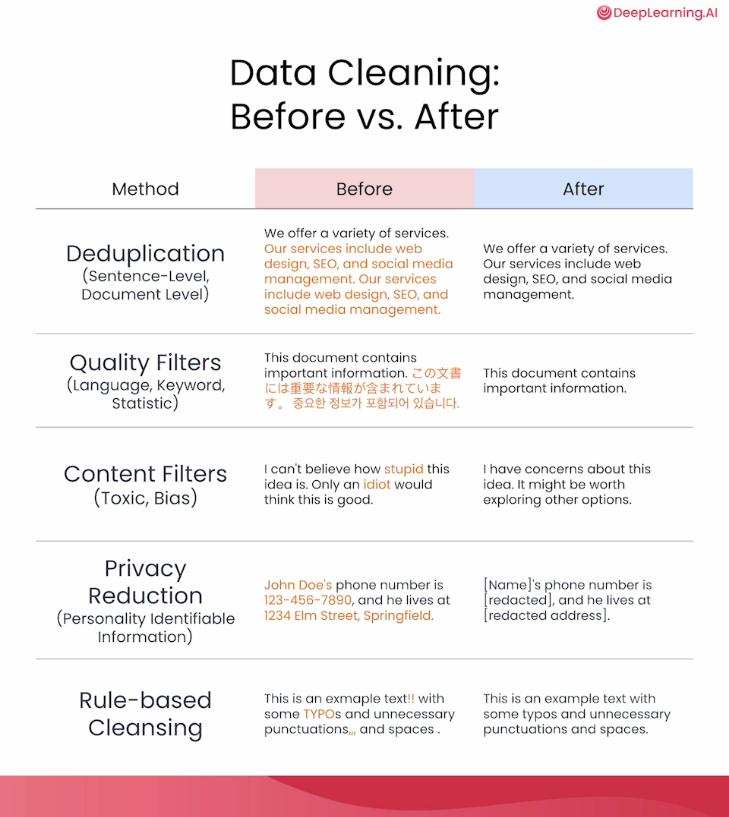 DeepLearning.AI
Data Cleaning:
Before vs. After
Method
Before
After
Deduplication
(Sentence-Level,
Document Level)
We offer a variety of services.
Our services include web
design, SEO, and social media
management. Our services
include web design, SEO, and
social media management.
We offer a variety of services.
Our services include web
design, SEO, and social media
management.
Quality Filters
(Language, Keyword,
Statistic)
This document contains
important information. この文書
には重要な情報が含まれていま
す。 중요한 정보가 포함되어 있습니다.
This document contains
important information.
Content Filters
(Toxic, Bias)
I can't believe how stupid this
idea is. Only an idiot would
think this is good.
I have concerns about this
idea. It might be worth
exploring other options.
Privacy
Reduction
(Personality Identifiable
Information)
John Doe's phone number is
123-456-7890, and he lives at
1234 Elm Street, Springfield.
[Name]'s phone number is
[redacted], and he lives at
[redacted address].
Rule-based
Cleansing
This is an exmaple text!! with
some TYPOs and unnecessary
punctuations,,, and spaces .
This is an example text with
some typos and unnecessary
punctuations and spaces.